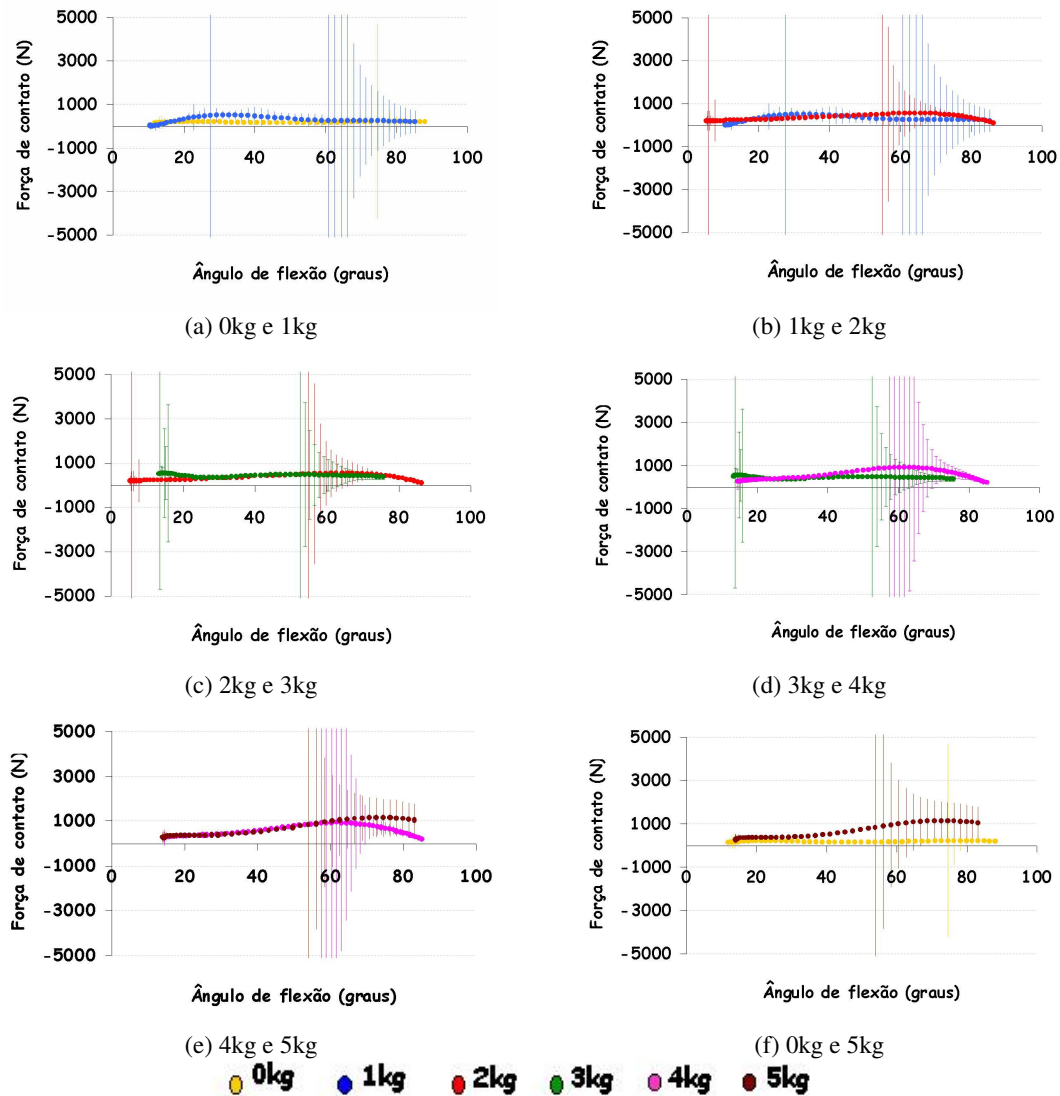 5000
3000
1000
-1000
-3000
-5000
Força de contato (N)
0 20 40 60 80 100
Ângulo de flexão (graus)
(a) 0kg e 1kg
5000
3000
1000
-1000
-3000
-5000
Força de contato (N)
0 20 40 60 80 100
Ângulo de flexão (graus)
(b) 1kg e 2kg
5000
3000
1000
-1000
-3000
-5000
Força de contato (N)
0 20 40 60 80 100
Ângulo de flexão (graus)
(c) 2kg e 3kg
5000
3000
1000
-1000
-3000
-5000
Força de contato (N)
0 20 40 60 80 100
Ângulo de flexão (graus)
(d) 3kg e 4kg
5000
3000
1000
-1000
-3000
-5000
Força de contato (N)
0 20 40 60 80 100
Ângulo de flexão (graus)
(e) 4kg e 5kg
5000
3000
1000
-1000
-3000
-5000
Força de contato (N)
0 20 40 60 80 100
Ângulo de flexão (graus)
(f) 0kg e 5kg
0kg 1kg 2kg 3kg 4kg 5kg